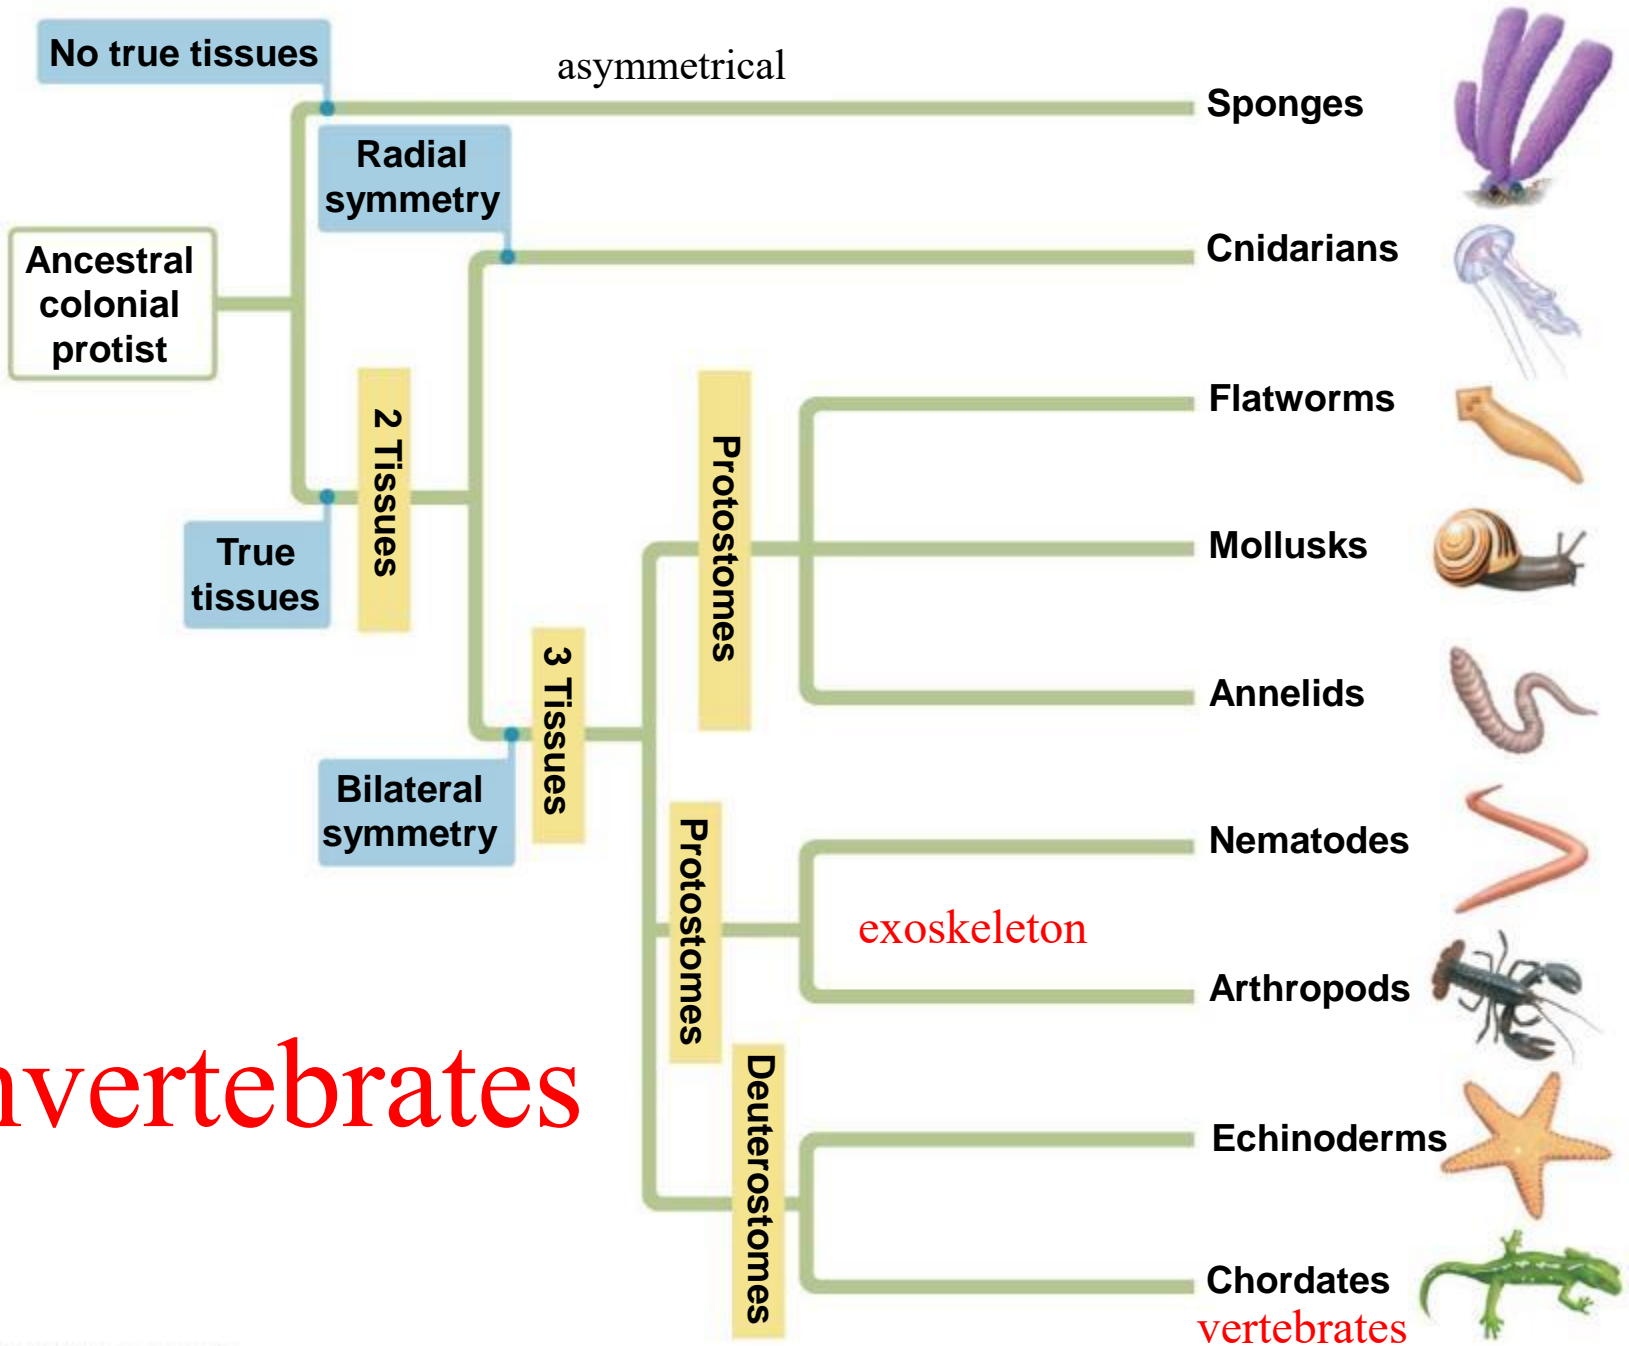 No true tissues
asymmetrical
Sponges
Radial
symmetry
Cnidarians
Ancestral
colonial
protist
2 Tissues
Flatworms
Protostomes
True
tissues
Mollusks
3 Tissues
Annelids
Bilateral
symmetry
Protostomes
Nematodes
exoskeleton
Arthropods
nvertebrates
Deuterostomes
Echinoderms
Chordates
vertebrates